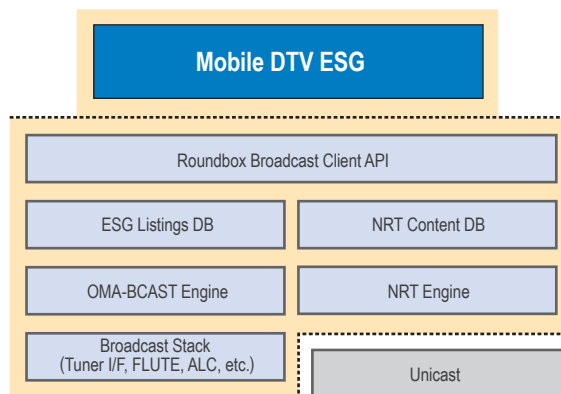 Mobile DTV ESG
Roundbox Broadcast Client API
ESG Listings DB
NRT Content DB
OMA-BCAST Engine
NRT Engine
Broadcast Stack
(Tuner I/F, FLUTE, ALC, etc.)
Unicast